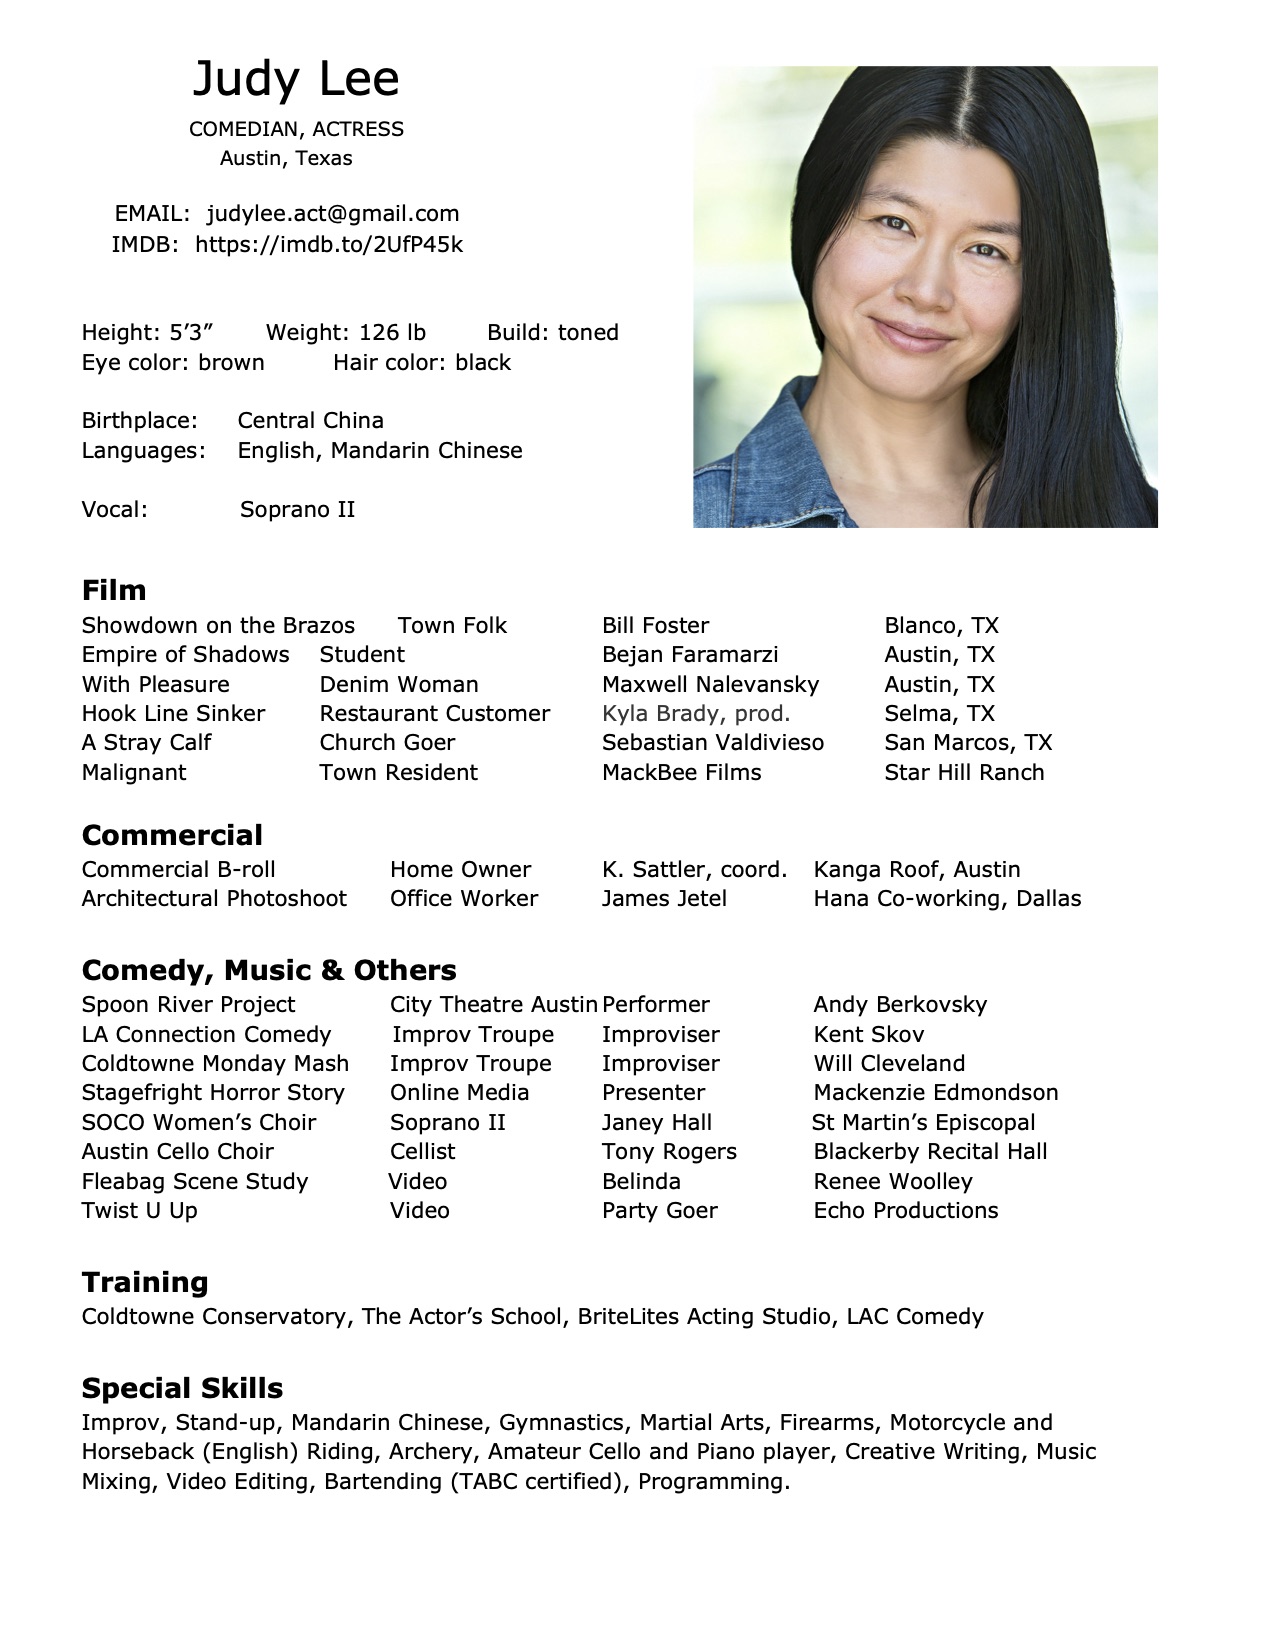 Judy Lee
COMEDIAN, ACTRESS
Austin, Texas
EMAIL: judylee.act@gmail.com
IMDB: https://imdb.to/2UfP45k
Height: 5’3” Weight: 126 lb Build: toned
Eye color: brown Hair color: black
Birthplace: Central China
Languages: English, Mandarin Chinese
Vocal: Soprano II
Film
Showdown on the Brazos Town Folk Bill Foster Blanco, TX
Empire of Shadows Student Bejan Faramarzi Austin, TX
With Pleasure Denim Woman Maxwell Nalevansky Austin, TX
Hook Line Sinker Restaurant Customer Kyla Brady, prod. Selma, TX
A Stray Calf Church Goer Sebastian Valdivieso San Marcos, TX
Malignant Town Resident MackBee Films Star Hill Ranch
Commercial
Commercial B-roll Home Owner K. Sattler, coord. Kanga Roof, Austin
Architectural Photoshoot Office Worker James Jetel Hana Co-working, Dallas
Comedy, Music & Others
Spoon River Project City Theatre Austin Performer Andy Berkovsky
LA Connection Comedy Improv Troupe Improviser Kent Skov
Coldtowne Monday Mash Improv Troupe Improviser Will Cleveland
Stagefright Horror Story Online Media Presenter Mackenzie Edmondson
SOCO Women’s Choir Soprano II Janey Hall St Martin’s Episcopal
Austin Cello Choir Cellist Tony Rogers Blackerby Recital Hall
Fleabag Scene Study Video Belinda Renee Woolley
Twist U Up Video Party Goer Echo Productions
Training
Coldtowne Conservatory, The Actor’s School, BriteLites Acting Studio, LAC Comedy
Special Skills
Improv, Stand-up, Mandarin Chinese, Gymnastics, Martial Arts, Firearms, Motorcycle and
Horseback (English) Riding, Archery, Amateur Cello and Piano player, Creative Writing, Music
Mixing, Video Editing, Bartending (TABC certified), Programming.